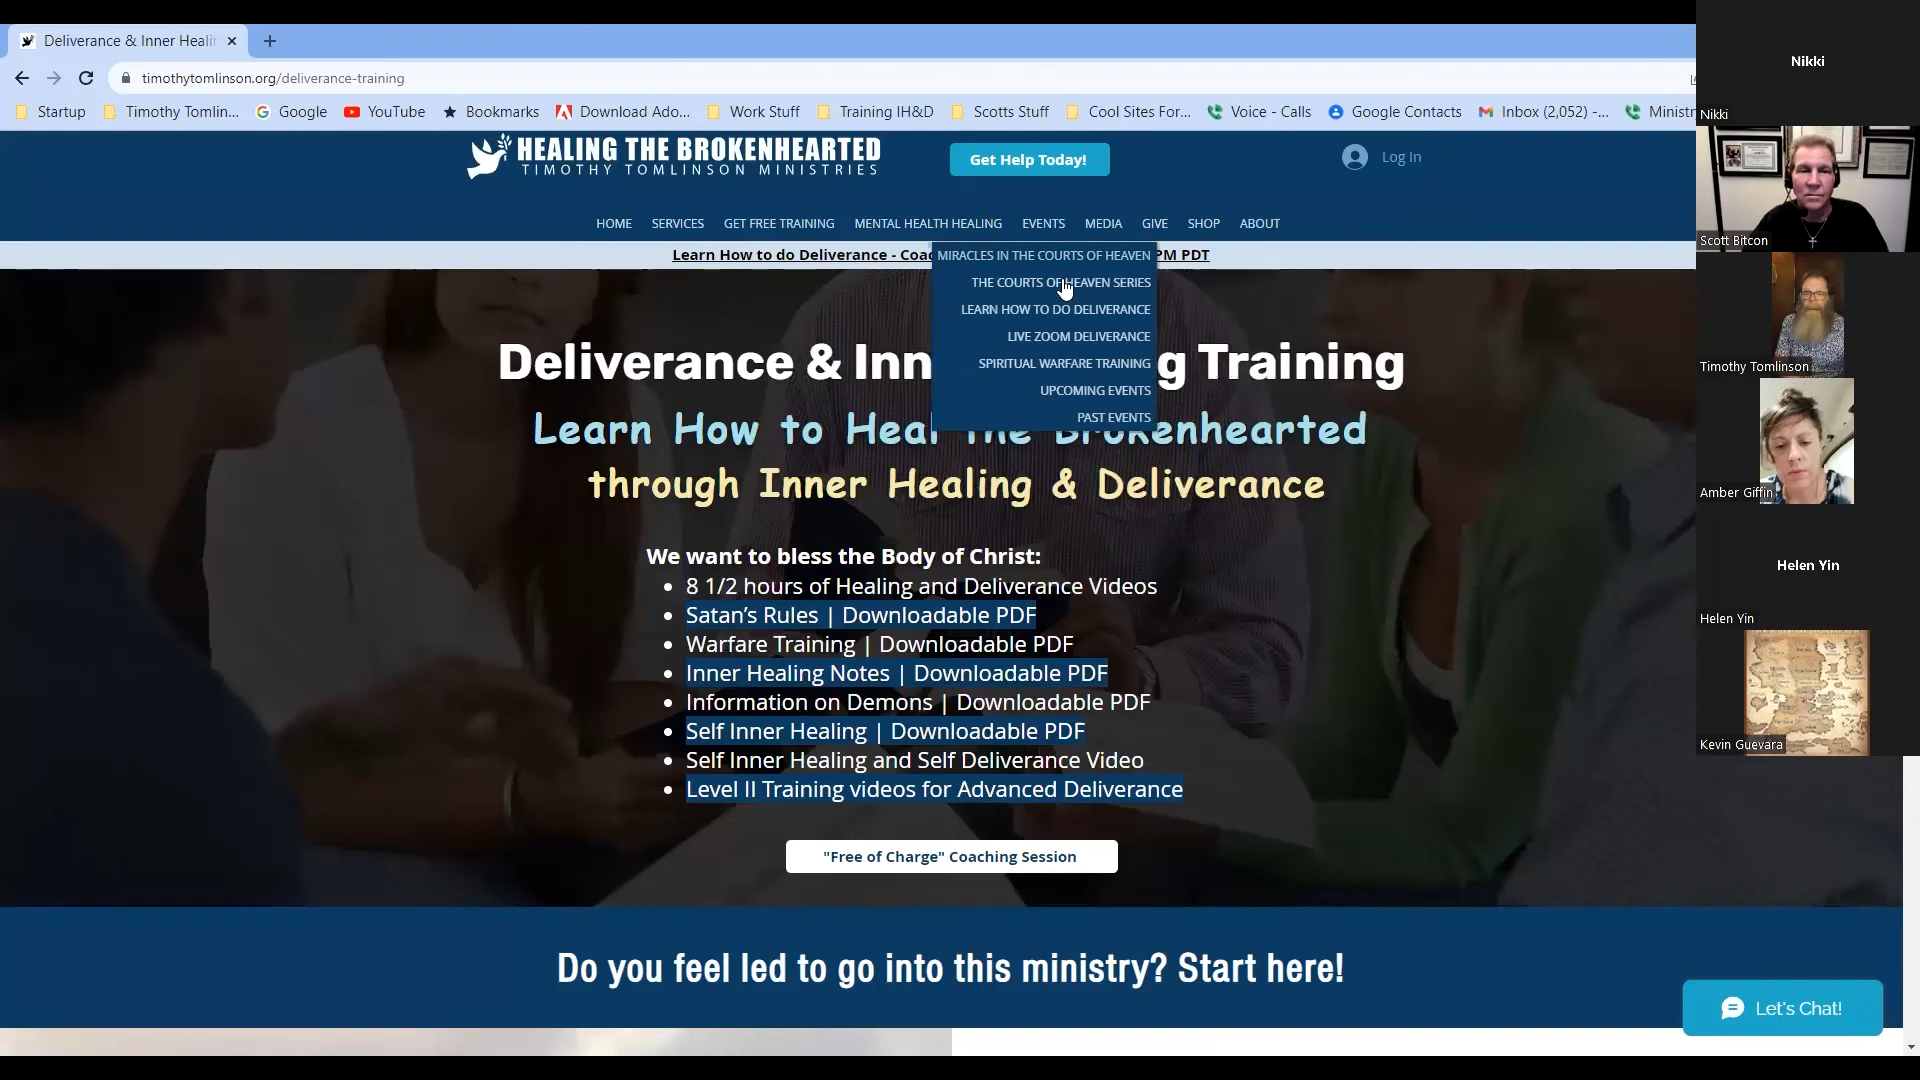 Deliverance & Inner Heali
timothytomlinson.org/deliverance-training
Startup
Timothy Tomlin...
Google
YouTube
Bookmarks
Download Ado...
Work Stuff
Training IH&D
Scotts Stuff
Cool Sites For...
Voice - Calls
Google Contacts
Inbox (2,052) -...
HEALING THE BROKENHEARTED
TIMOTHY TOMLINSON MINISTRIES
Get Help Today!
Log In
HOME SERVICES GET FREE TRAINING MENTAL HEALTH HEALING EVENTS MEDIA GIVE SHOP ABOUT
Learn How to do Deliverance - PM PDT
MIRACLES IN THE COURTS OF HEAVEN
THE COURTS OF HEAVEN SERIES
LEARN HOW TO DO DELIVERANCE
LIVE ZOOM DELIVERANCE
SPIRITUAL WARFARE TRAINING
UPCOMING EVENTS
PAST EVENTS
Deliverance & Inn g Training
Learn How to Heal the Brokenhearted
through Inner Healing & Deliverance
We want to bless the Body of Christ:
• 8 1/2 hours of Healing and Deliverance Videos
• Satan’s Rules | Downloadable PDF
• Warfare Training | Downloadable PDF
• Inner Healing Notes | Downloadable PDF
• Information on Demons | Downloadable PDF
• Self Inner Healing | Downloadable PDF
• Self Inner Healing and Self Deliverance Video
• Level II Training videos for Advanced Deliverance
"Free of Charge" Coaching Session
Do you feel led to go into this ministry? Start here!
Let's Chat!
Nikki
Nikki
Scott Bitcon
Timothy Tomlinson
Amber Giffin
Helen Yin
Helen Yin
Kevin Guevara